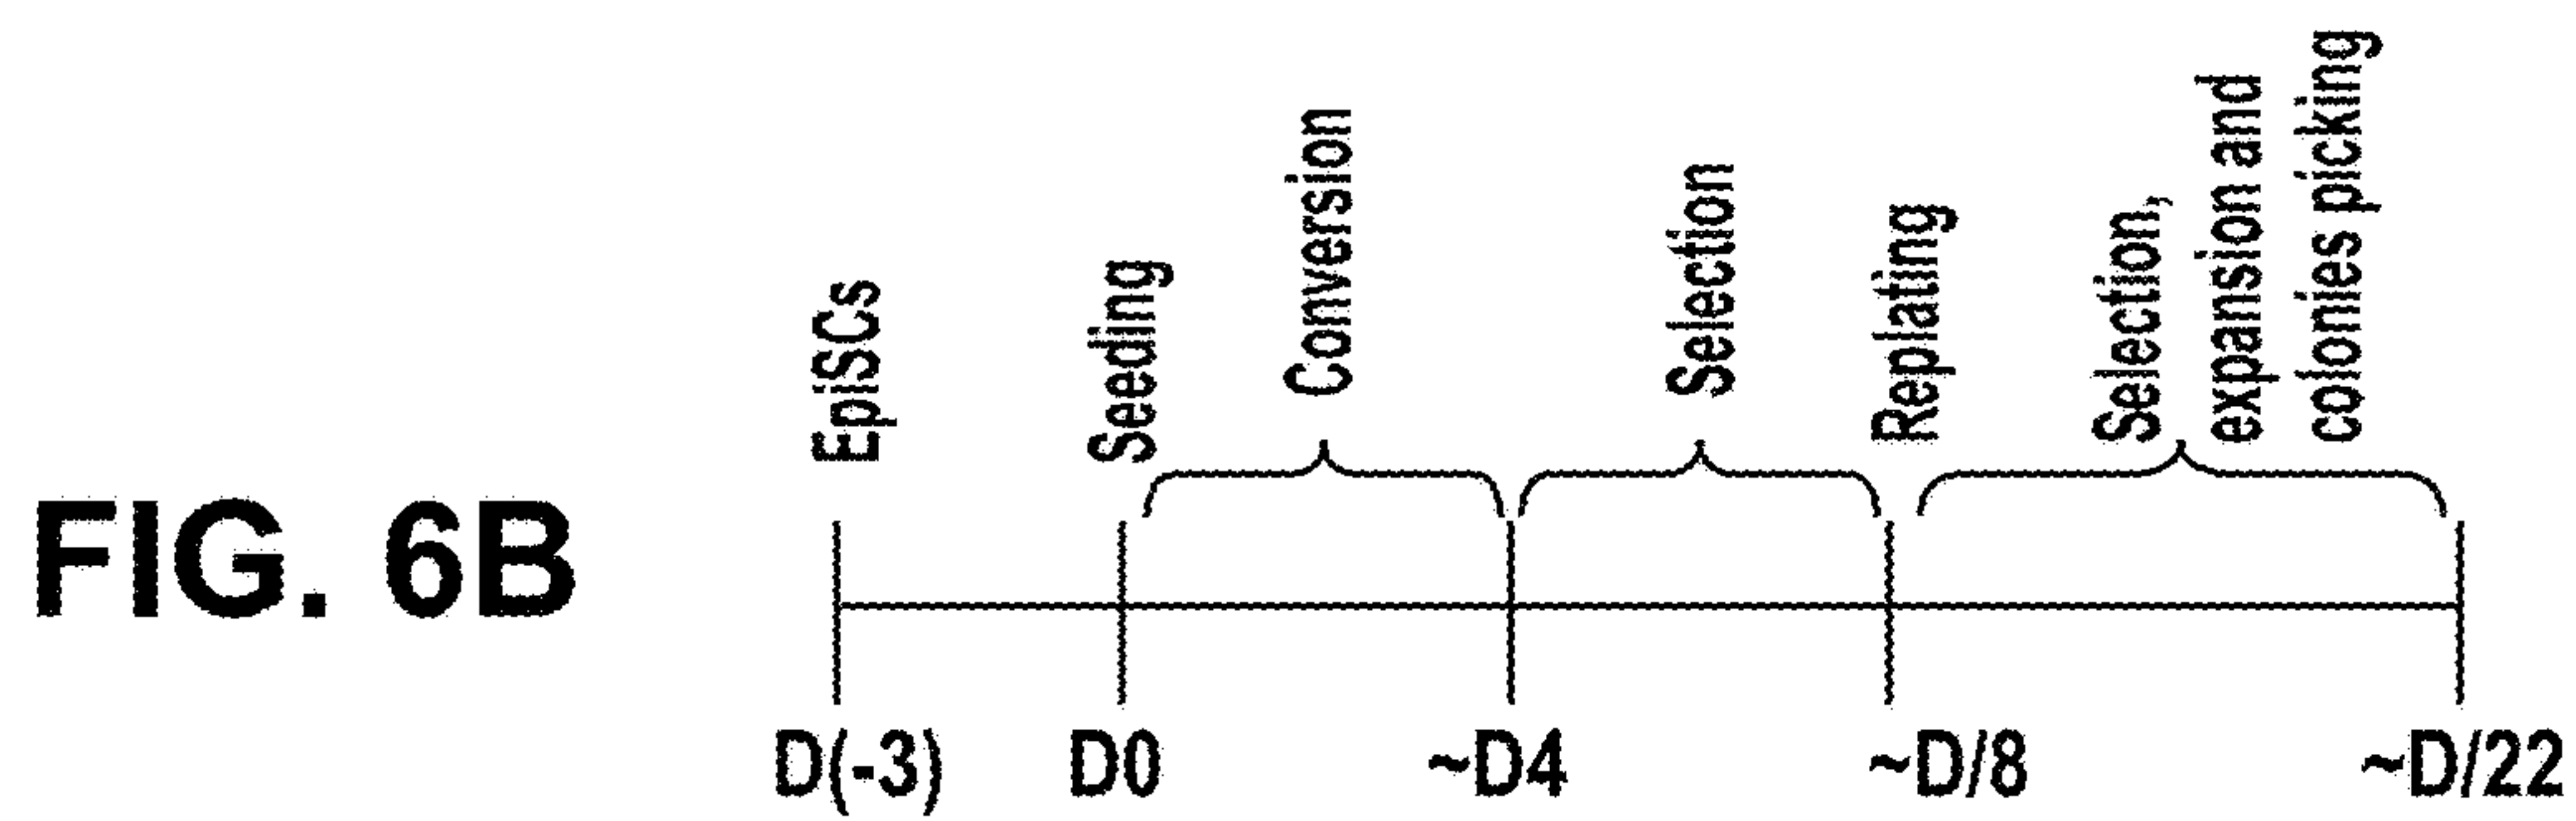 FIG. 6B
EpiSCs
Seeding
Conversion
Selection
Replating
Selection,
expansion and
colonies picking
D(-3)
D0
~D4
~D/8
~D/22